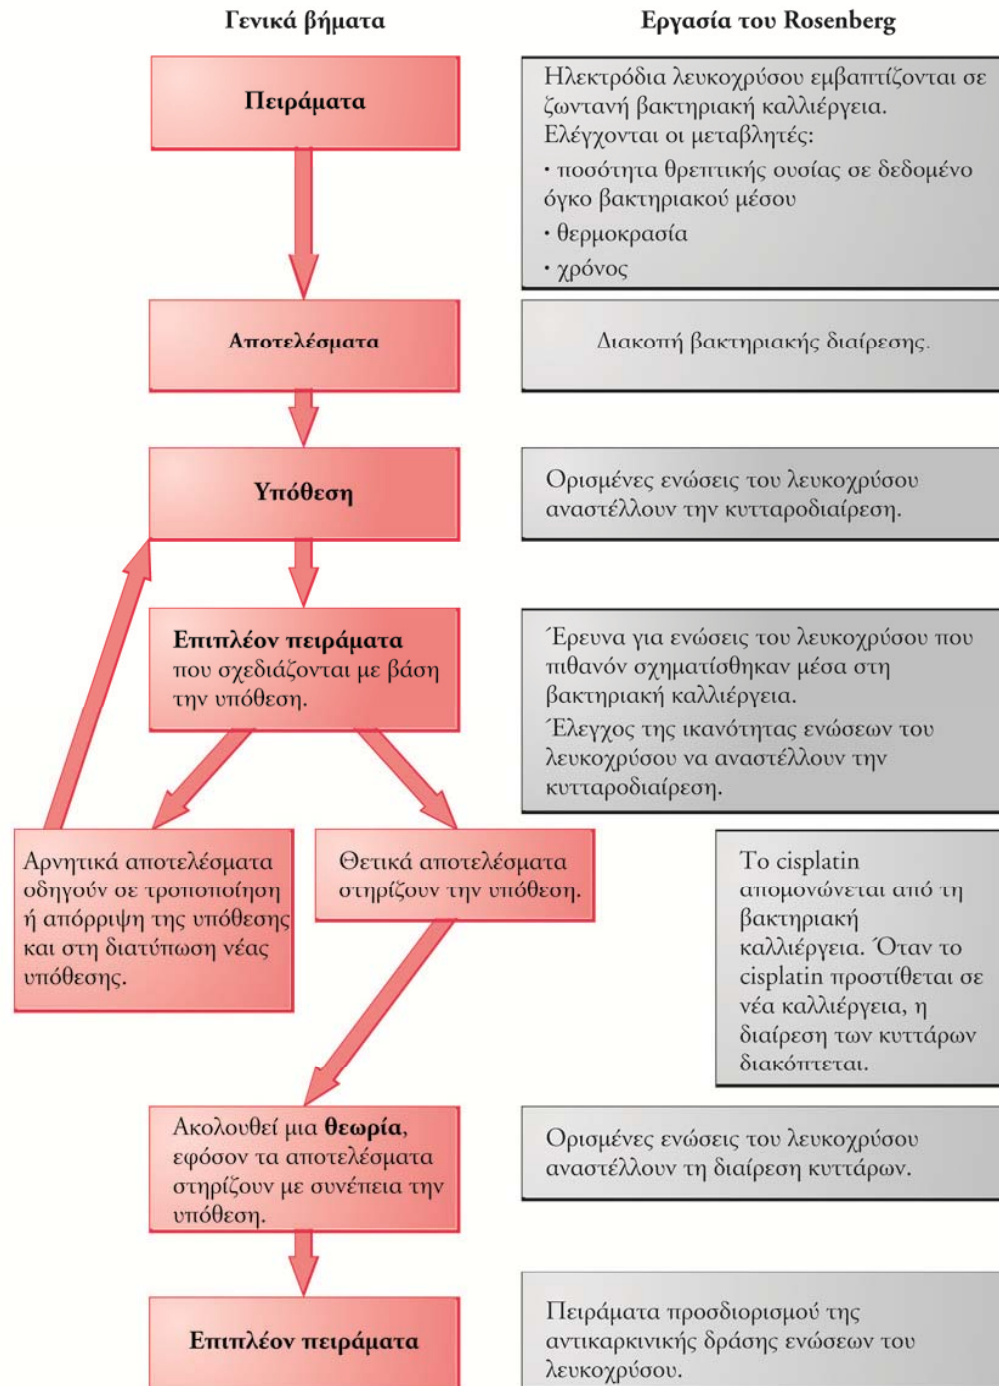 Γενικά βήματα
Εργασία του Rosenberg
Πειράματα
Ηλεκτρόδια λευκοχρύσου εμβαπτίζονται σε
ζωντανή βακτηριακή καλλιέργεια.
Ελέγχονται οι μεταβλητές:
· ποσότητα θρεπτικής ουσίας σε δεδομένο
όγκο βακτηριακού μέσου
· θερμοκρασία
· χρόνος
Αποτελέσματα
Διακοπή βακτηριακής διαίρεσης.
Υπόθεση
Ορισμένες ενώσεις του λευκοχρύσου
αναστέλλουν την κυτταροδιαίρεση.
Επιπλέον πειράματα
που σχεδιάζονται με βάση
την υπόθεση.
Έρευνα για ενώσεις του λευκοχρύσου που
πιθανόν σχηματίσθηκαν μέσα στη
βακτηριακή καλλιέργεια.
Έλεγχος της ικανότητας ενώσεων του
λευκοχρύσου να αναστέλλουν την
κυτταροδιαίρεση.
Αρνητικά αποτελέσματα
οδηγούν σε τροποποίηση
ή απόρριψη της υπόθεσης
και στη διατύπωση νέας
υπόθεσης.
Θετικά αποτελέσματα
στηρίζουν την υπόθεση.
Το cisplatin
απομονώνεται από τη
βακτηριακή
καλλιέργεια. Όταν το
cisplatin προστίθεται σε
νέα καλλιέργεια, η
διαίρεση των κυττάρων
διακόπτεται.
Ακολουθεί μια θεωρία,
εφόσον τα αποτελέσματα
στηρίζουν με συνέπεια την
υπόθεση.
Ορισμένες ενώσεις του λευκοχρύσου
αναστέλλουν τη διαίρεση κυττάρων.
Επιπλέον πειράματα
Πειράματα προσδιορισμού της
αντικαρκινικής δράσης ενώσεων του
λευκοχρύσου.